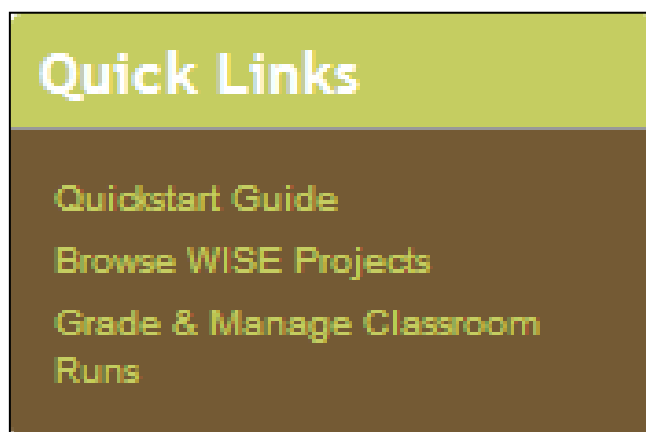 Quick Links
Quickstart Guide
Browse WISE Projects
Grade & Manage Classroom
Runs